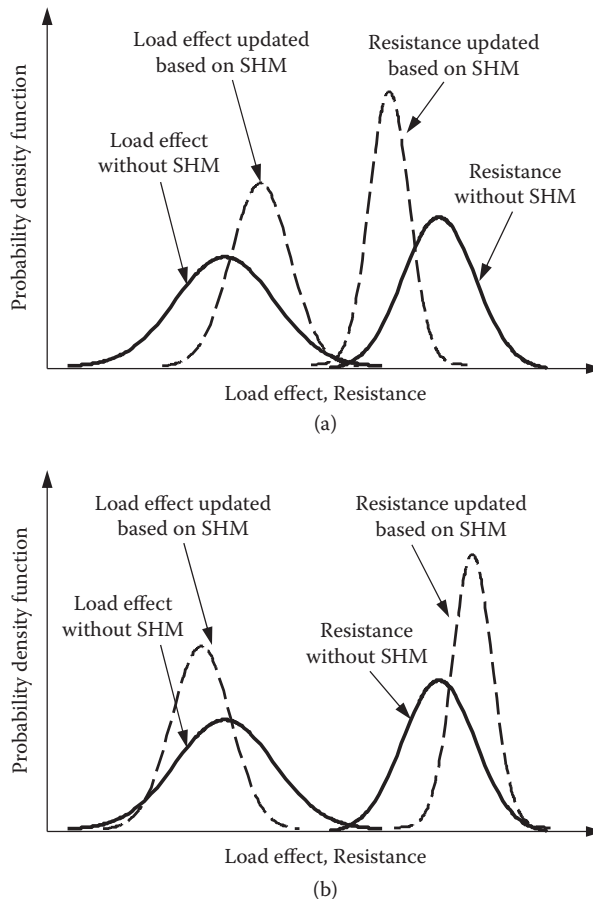 Load effect updated
based on SHM
Resistance updated
based on SHM
Load effect
without SHM
Resistance
without SHM
Probability density function
Load effect, Resistance
(a)
Load effect updated
based on SHM
Resistance updated
based on SHM
Load effect
without SHM
Resistance
without SHM
Probability density function
Load effect, Resistance
(b)